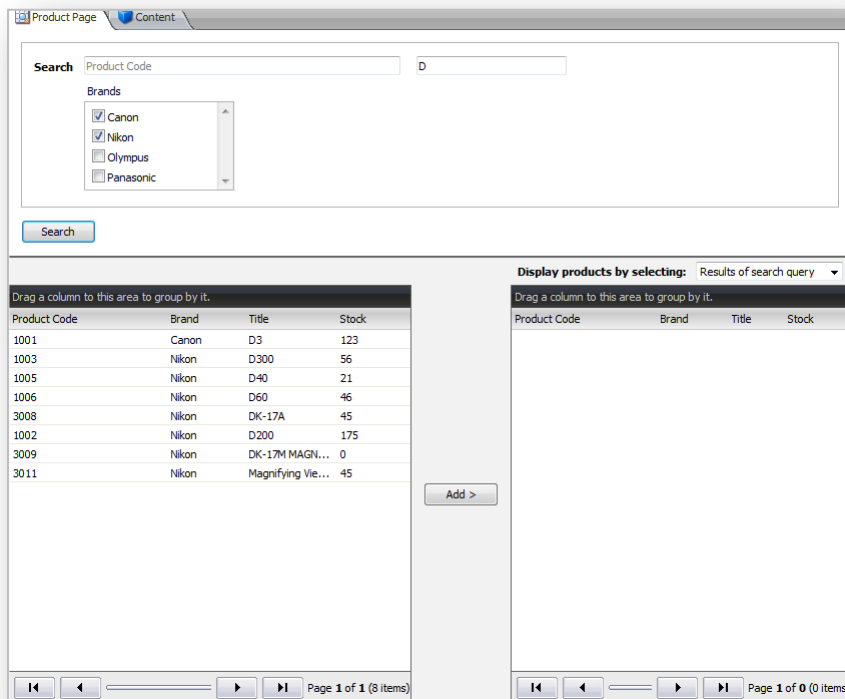 Product Page Content
Search Product Code D
Brands
Canon
Nikon
Olympus
Panasonic
Search
Display products by selecting: Results of search query
Drag a column to this area to group by it.
Product Code Brand Title Stock
1001 Canon D3 123
1003 Nikon D300 56
1005 Nikon D40 21
1006 Nikon D60 46
3008 Nikon DK-17A 45
1002 Nikon D200 175
3009 Nikon DK-17M MAGN... 0
3011 Nikon Magnifying Vie... 45
Page 1 of 1 (8 items)
Add >
Drag a column to this area to group by it.
Product Code Brand Title Stock
Page 1 of 0 (0 items